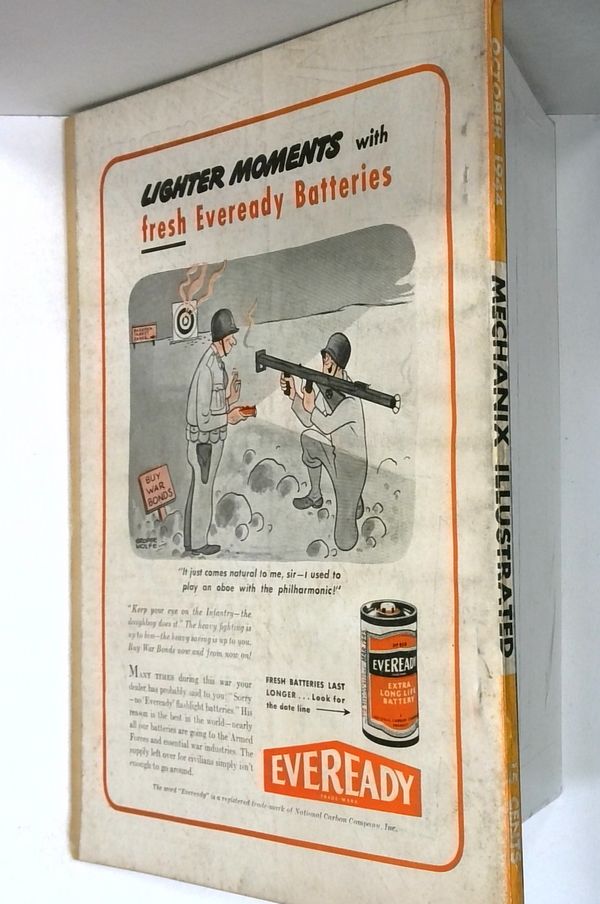 LIGHTER MOMENTS with
fresh Eveready Batteries
BUY
WAR
BONDS
GEORGE
WOLFE
"It just comes natural to me, sir—I used to
play an oboe with the philharmonic!"
"Keep your eye on the Infantry—the
doughboy does it." The heavy fighting is
up to him—the heavy saving is up to you.
Buy War Bonds now and from now on!
MANY TIMES during this war your
dealer has probably said to you: "Sorry
—no 'Eveready' flashlight batteries." His
reason is the best in the world—nearly
all our batteries are going to the Armed
Forces and essential war industries. The
supply left over for civilians simply isn't
enough to go around.
FRESH BATTERIES LAST
LONGER . . . Look for
the date line
EVEREADY
EXTRA
LONG LIFE
BATTERY
EVEREADY
TRADE-MARK
The word "Eveready" is a registered trade-mark of National Carbon Company, Inc.
OCTOBER 1944
MECHANIX ILLUSTRATED
15 CENTS